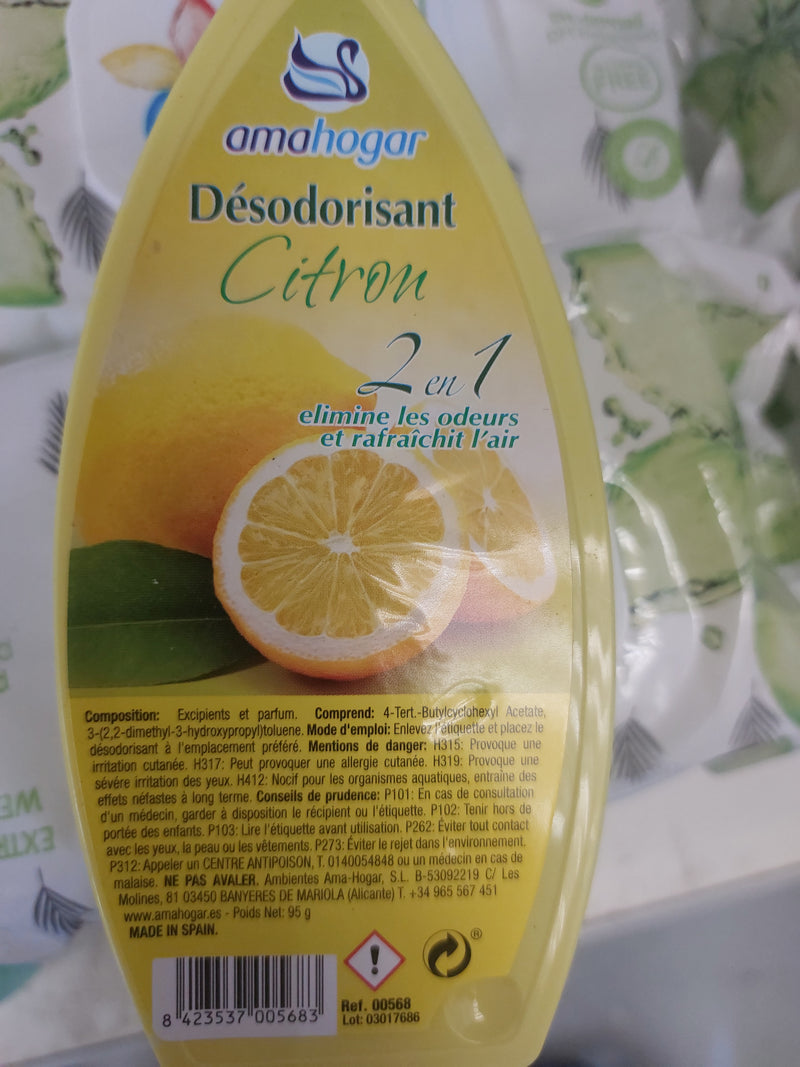 amahogar
Désodorisant
Citron
2 en 1
elimine les odeurs
et rafraîchit l'air
Composition: Excipients et parfum. Comprend: 4-Tert.-Butylcyclohexyl Acetate,
3-(2,2-dimethyl-3-hydroxypropyl)toluene. Mode d'emploi: Enlevez l'étiquette et placez le
désodorisant à l'emplacement préféré. Mentions de danger: H315: Provoque une
irritation cutanée. H317: Peut provoquer une allergie cutanée. H319: Provoque une
sévére irritation des yeux. H412: Nocif pour les organismes aquatiques, entraîne des
effets néfastes à long terme. Conseils de prudence: P101: En cas de consultation
d'un médecin, garder à disposition le récipient ou l'étiquette. P102: Tenir hors de
portée des enfants. P103: Lire l'étiquette avant utilisation. P262: Éviter tout contact
avec les yeux, la peau ou les vêtements. P273: Éviter le rejet dans l'environnement.
P312: Appeler un CENTRE ANTIPOISON, T. 0140054848 ou un médecin en cas de
malaise. NE PAS AVALER. Ambientes Ama-Hogar, S.L. B-53092219 C/ Les
Molines, 81 03450 BANYERES DE MARIOLA (Alicante) T. +34 965 567 451
www.amahogar.es - Poids Net: 95 g
MADE IN SPAIN.
®
8 423537 005683
Ref. 00568
Lot: 03017686
FREE
EXTR